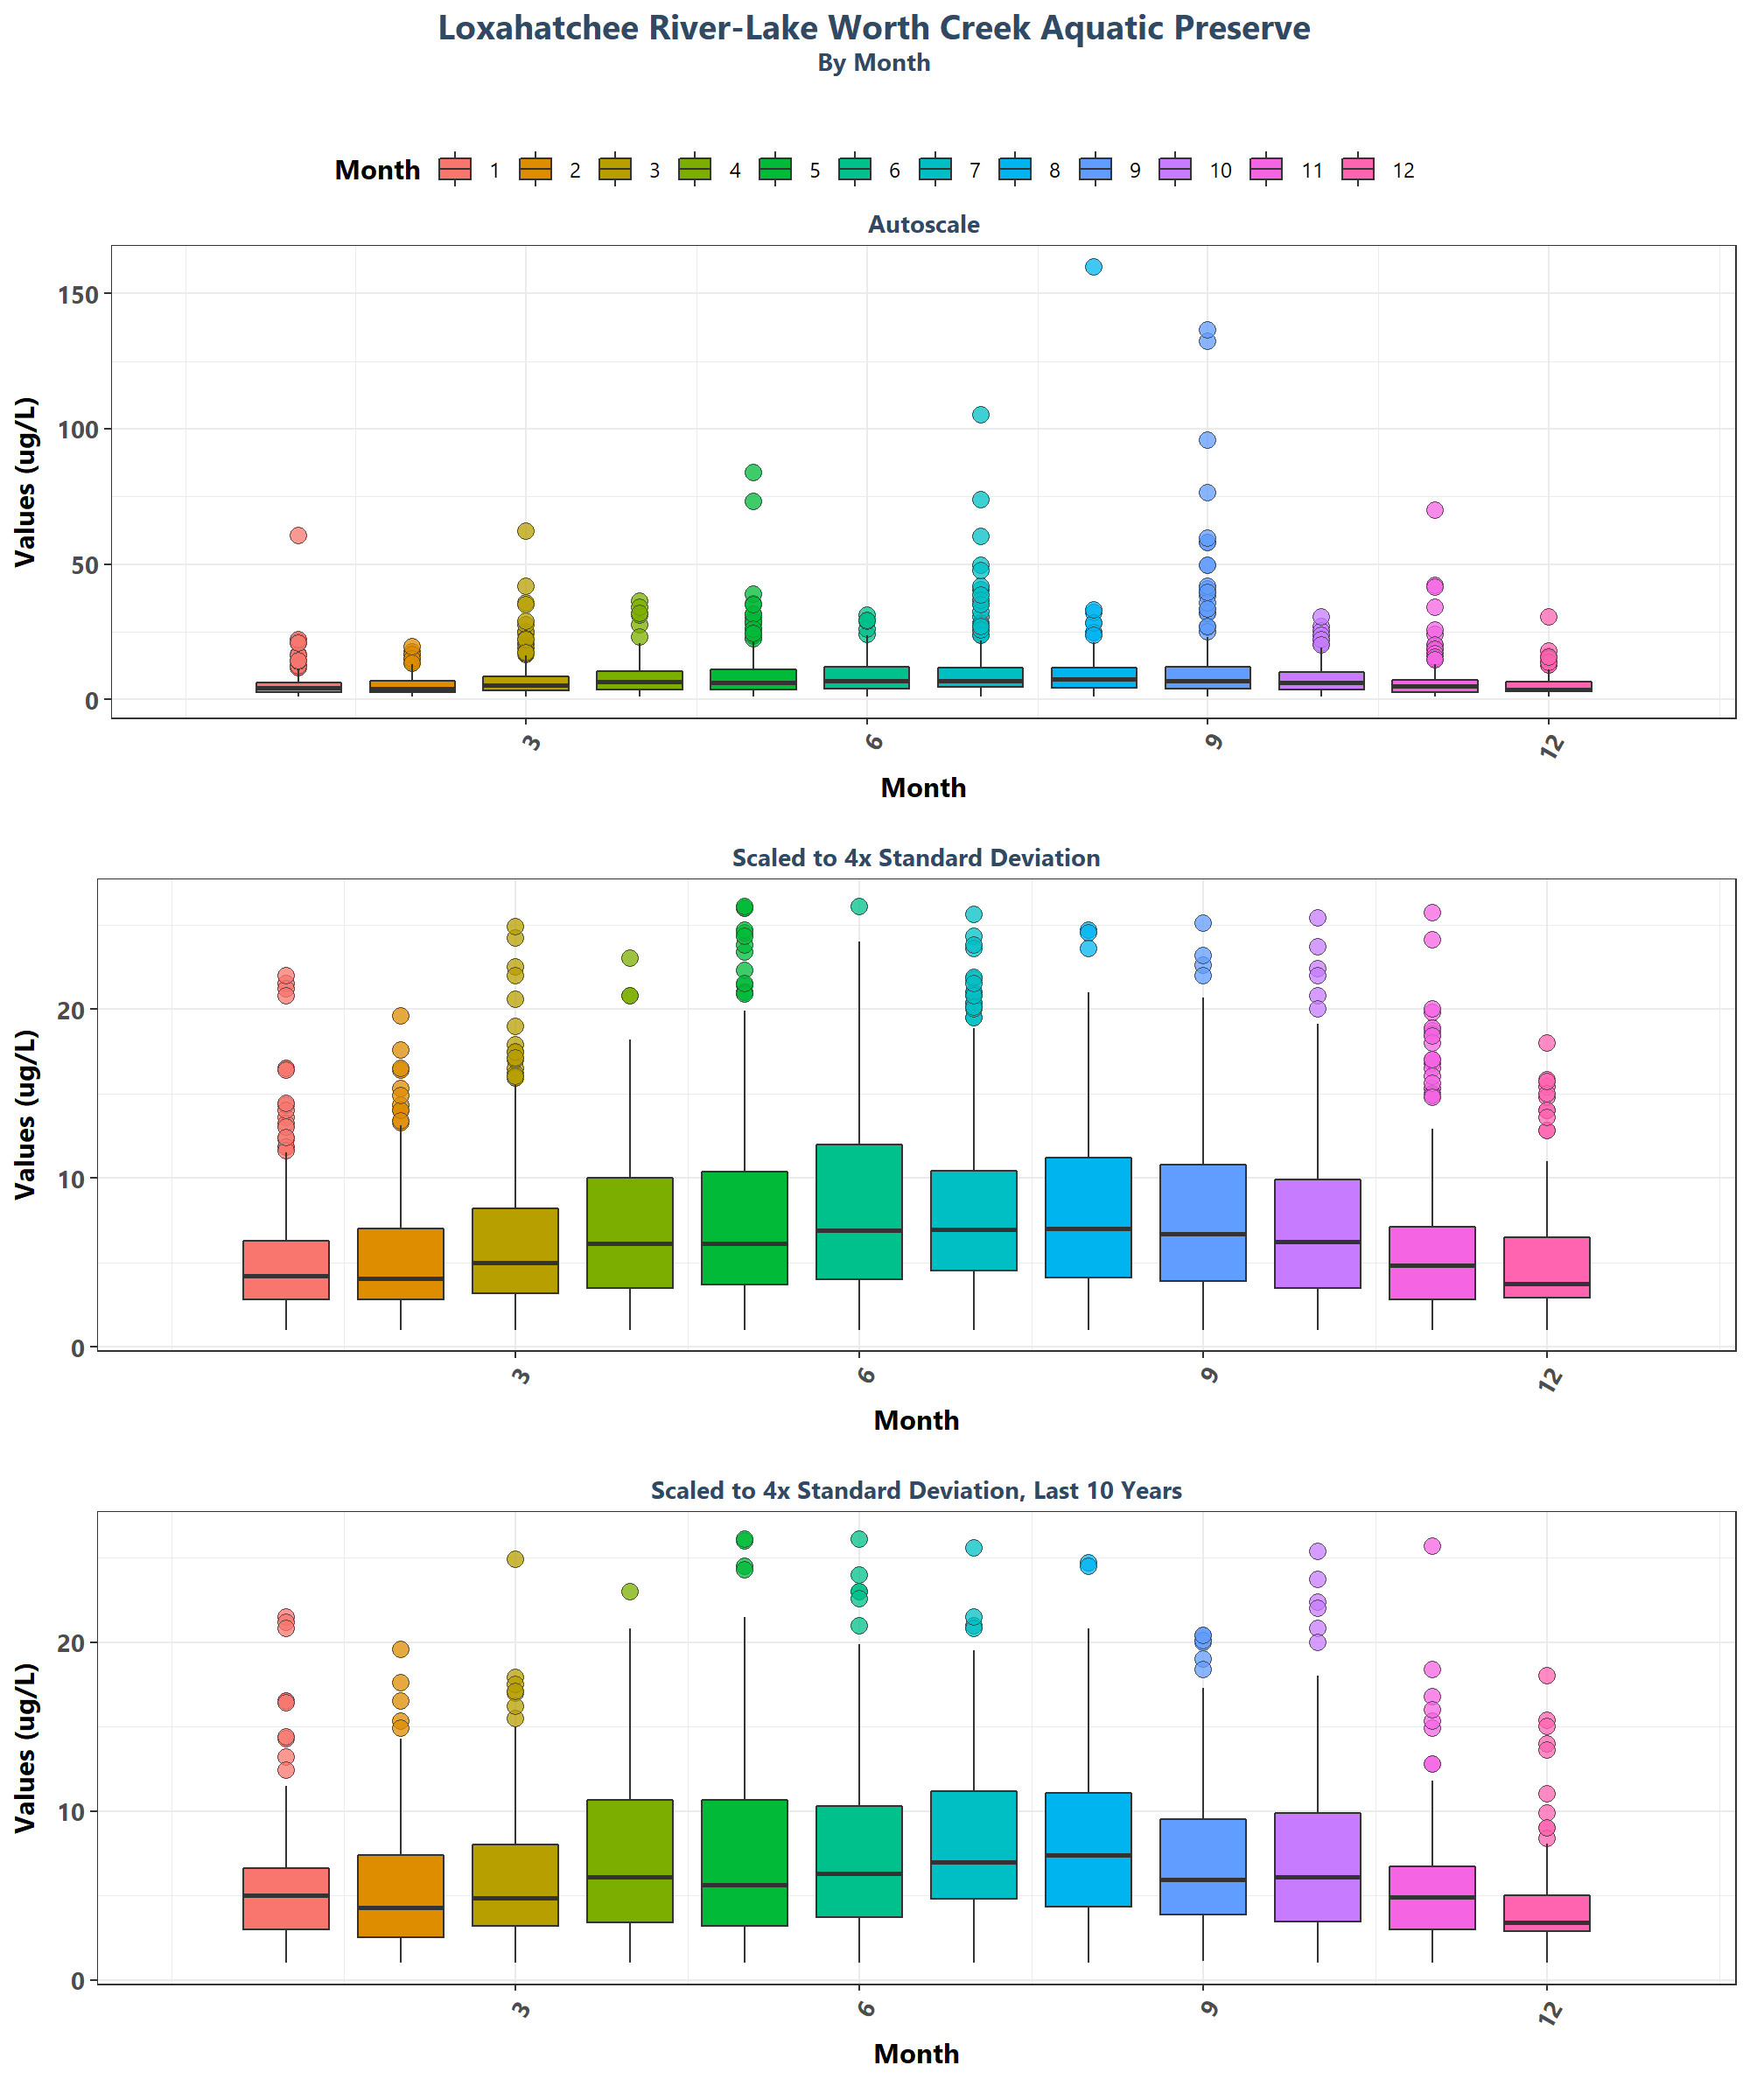 Loxahatchee River-Lake Worth Creek Aquatic Preserve
By Month
Month 1 2 3 4 5 6 7 8 9 10 11 12
Autoscale
Values (ug/L)
150
100
50
0
3 6 9 12
Month
Scaled to 4x Standard Deviation
Values (ug/L)
20
10
0
3 6 9 12
Month
Scaled to 4x Standard Deviation, Last 10 Years
Values (ug/L)
20
10
0
3 6 9 12
Month